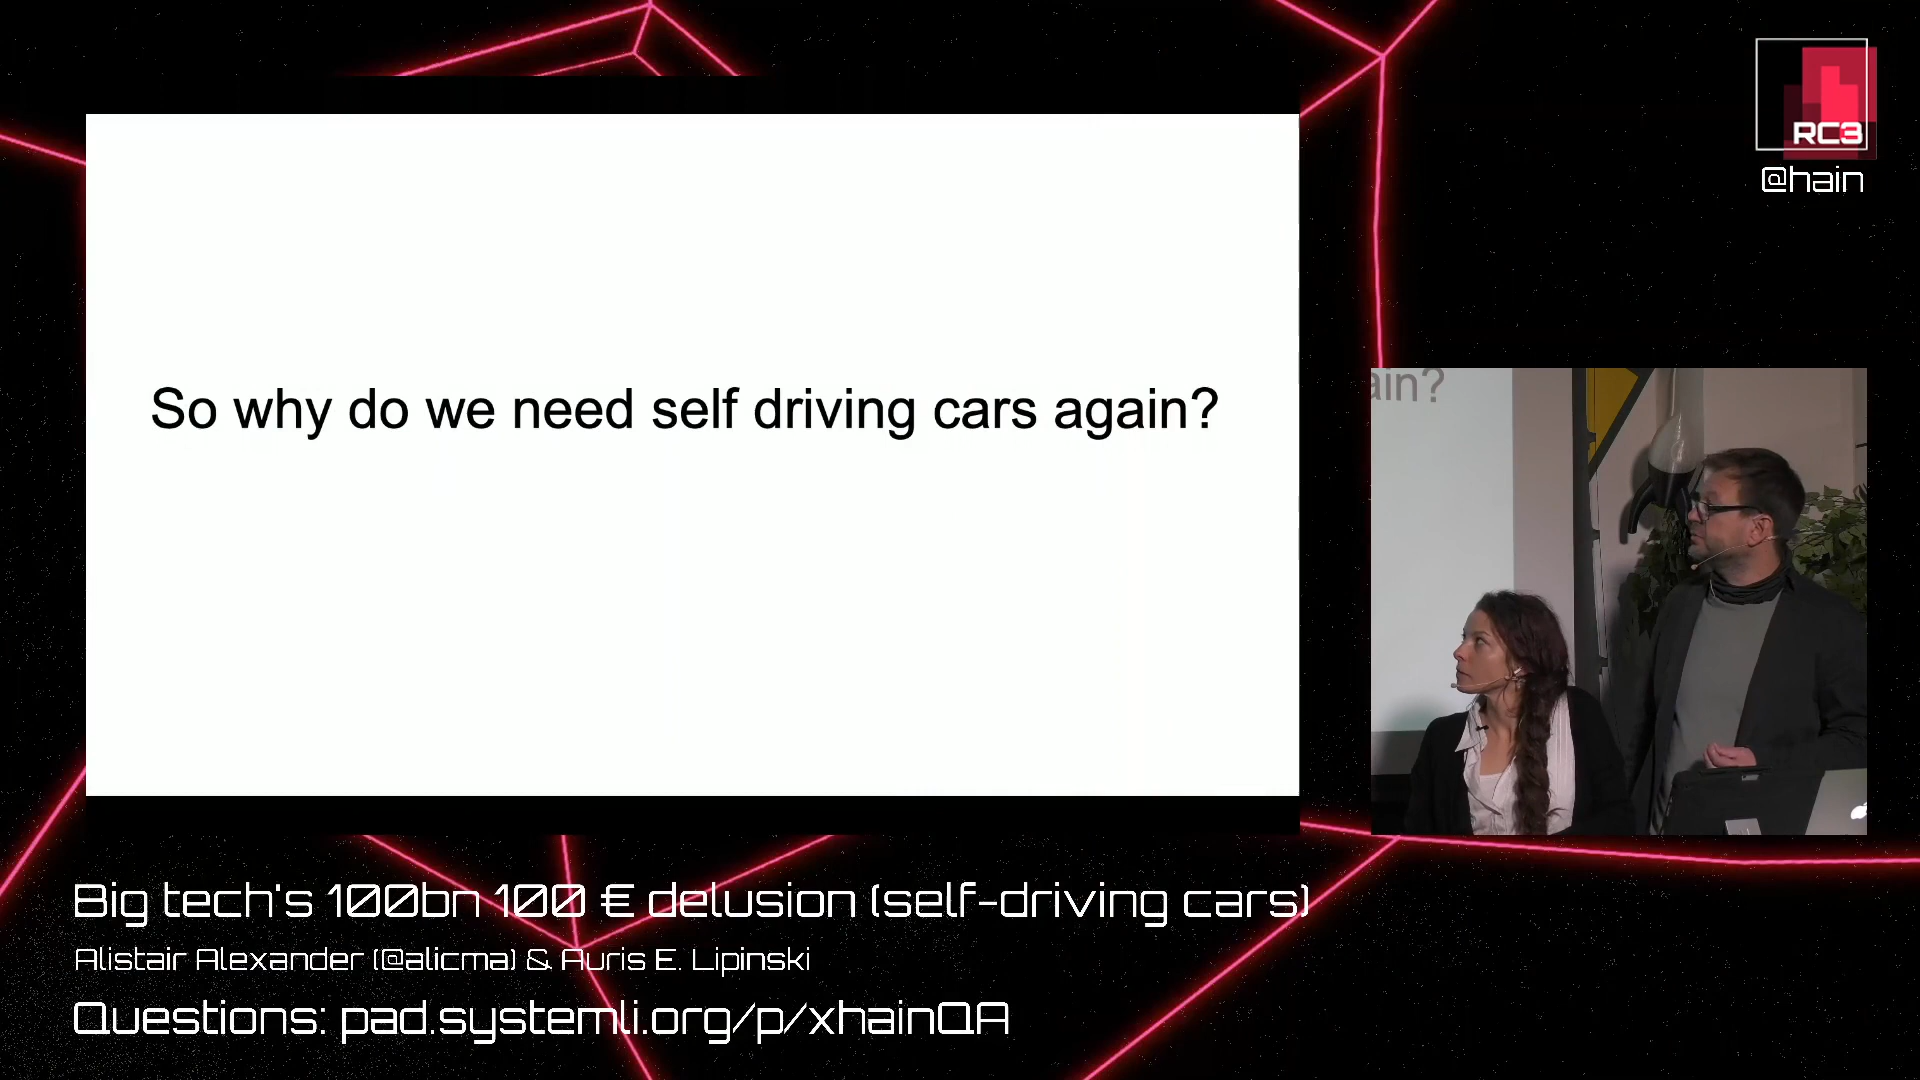 RC3
@hain
So why do we need self driving cars again?
ain?
Big tech's 100bn 100 € delusion (self-driving cars)
Alistair Alexander (@alicma) & Auris E. Lipinski
Questions: pad.systemli.org/p/xhainQA